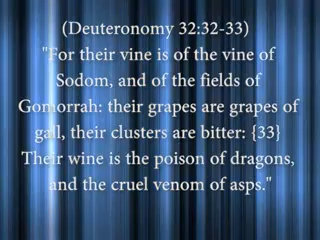 (Deuteronomy 32:32-33)
"For their vine is of the vine of
Sodom, and of the fields of
Gomorrah: their grapes are grapes of
gall, their clusters are bitter: {33}
Their wine is the poison of dragons,
and the cruel venom of asps."